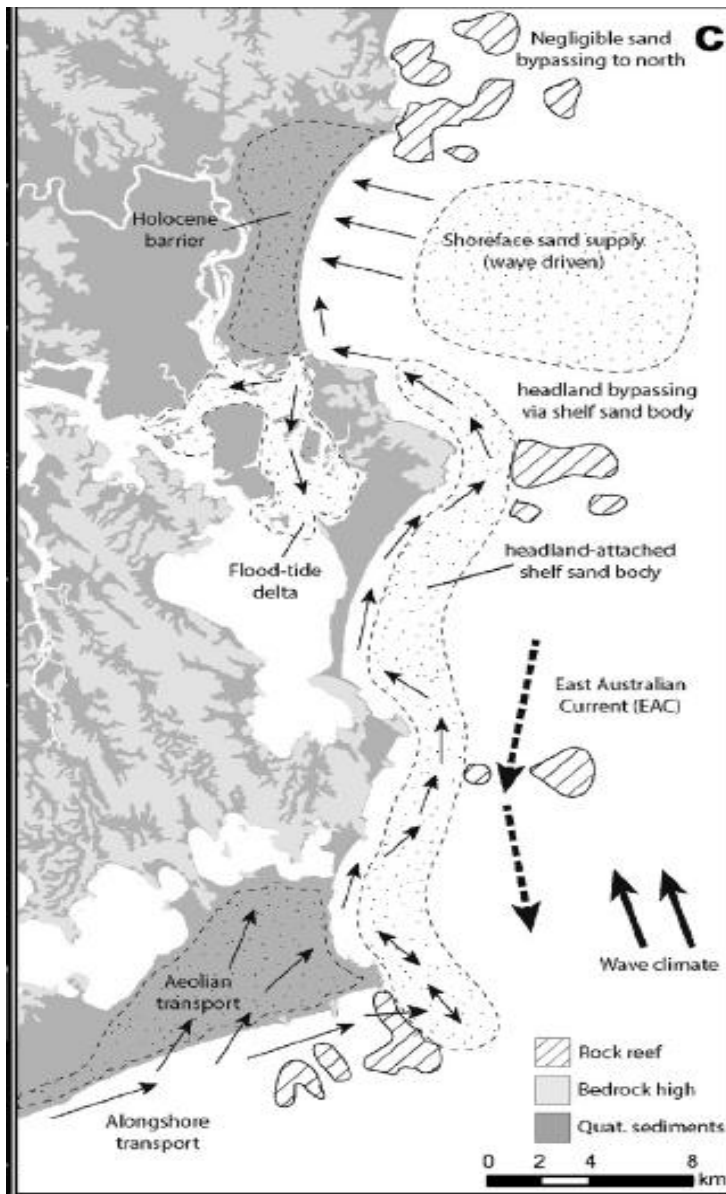 C
Negligible sand
bypassing to north
Holocene
barrier
Shoreface sand supply
(wave driven)
headland bypassing
via shelf sand body
Flood-tide
delta
headland-attached
shelf sand body
East Australian
Current (EAC)
Wave climate
Aeolian
transport
Alongshore
transport
Rock reef
Bedrock high
Quat. sediments
0 2 4 8
km